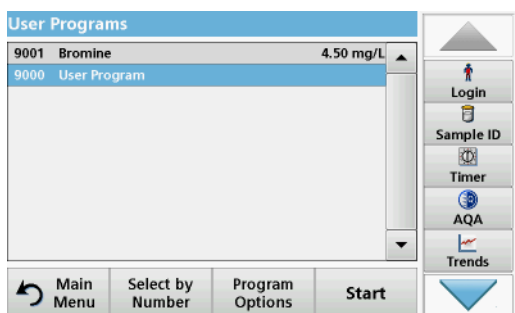 User Programs
9001 Bromine 4.50 mg/L
9000 User Program
Login
Sample ID
Timer
AQA
Trends
Main Menu
Select by Number
Program Options
Start